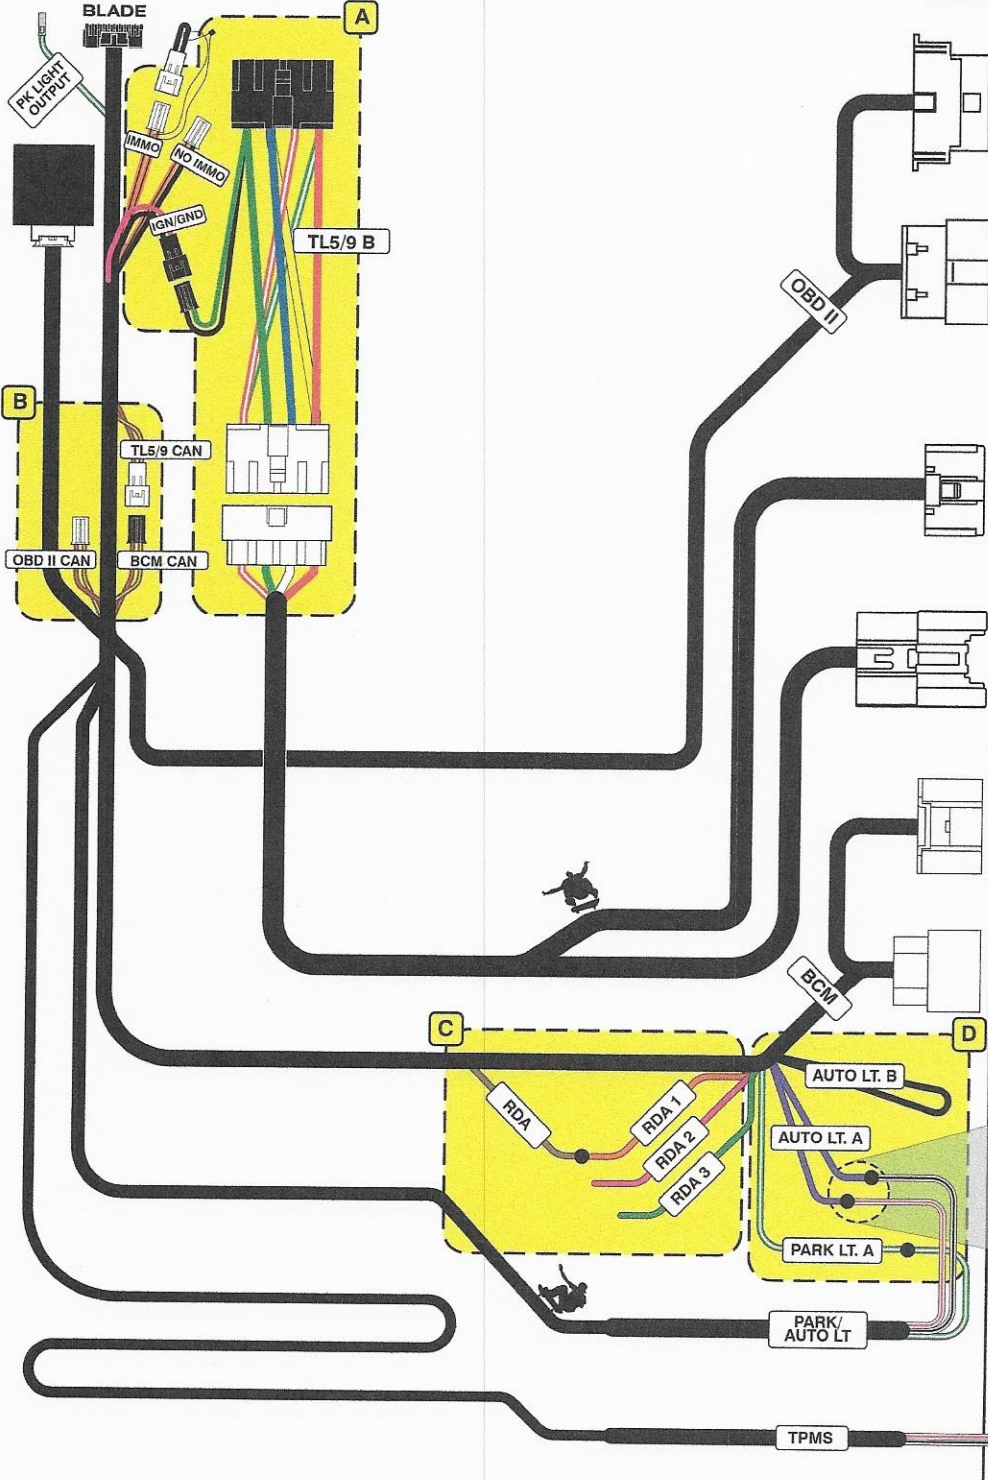 BLADE
A
PK LIGHT
OUTPUT
IMMO
NO IMMO
IGN/GND
TL5/9 B
OBD II
B
TL5/9 CAN
OBD II CAN
BCM CAN
BCM
C
D
RDA
RDA 1
RDA 2
RDA 3
AUTO LT. B
AUTO LT. A
PARK LT. A
PARK/
AUTO LT
TPMS